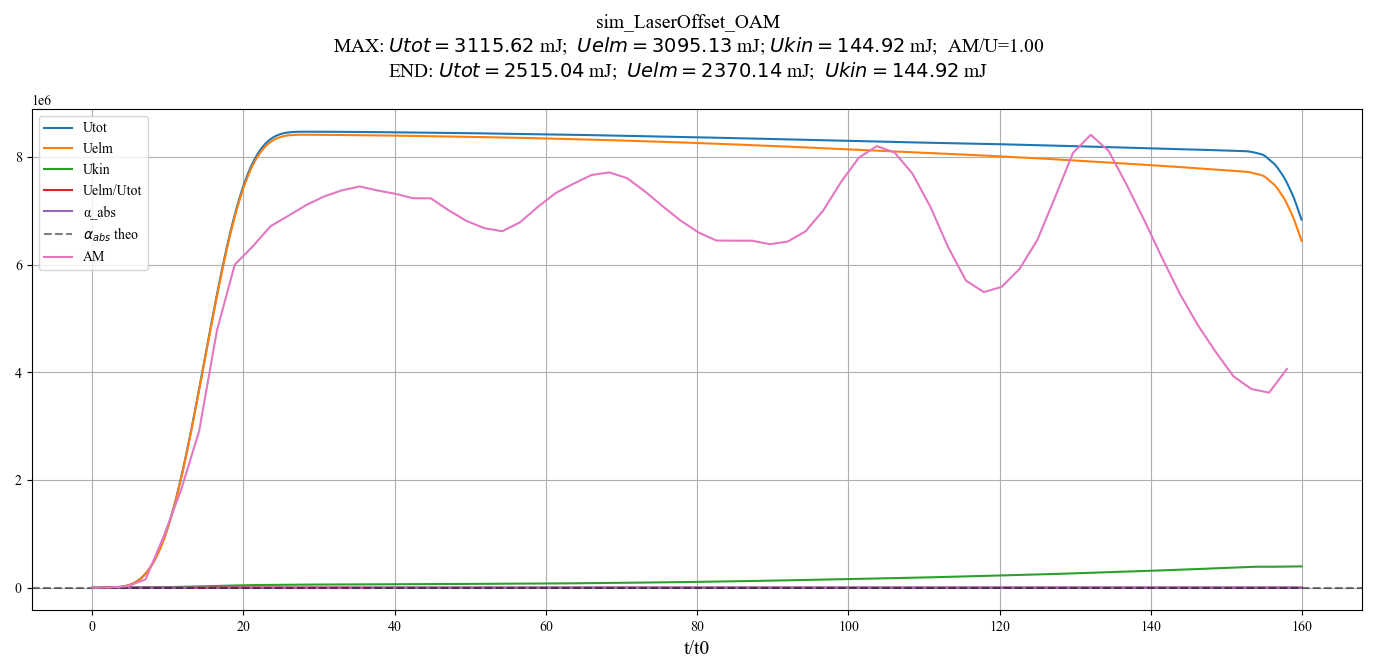 sim_LaserOffset_OAM
MAX: Utot = 3115.62 mJ; Uelm = 3095.13 mJ; Ukin = 144.92 mJ; AM/U=1.00
END: Utot = 2515.04 mJ; Uelm = 2370.14 mJ; Ukin = 144.92 mJ
1e6
Utot
Uelm
Ukin
Uelm/Utot
α_abs
α_abs theo
AM
8
6
4
2
0
0 20 40 60 80 100 120 140 160
t/t0